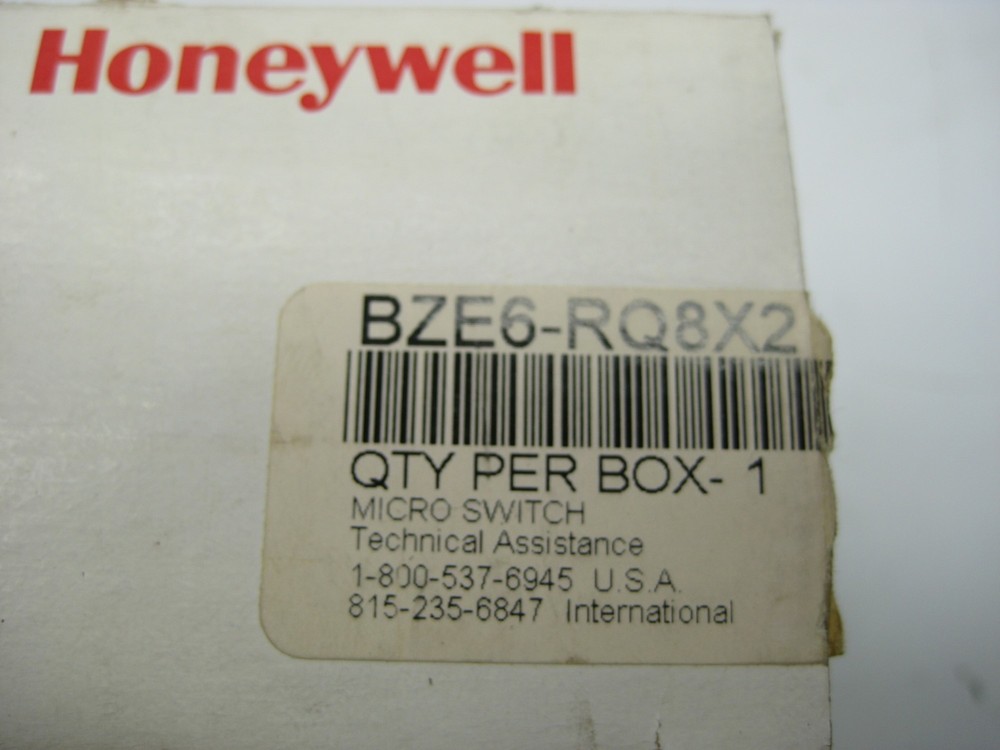 Honeywell
BZE6-RQ8X2
QTY PER BOX- 1
MICRO SWITCH
Technical Assistance
1-800-537-6945 U.S.A.
815-235-6847 International